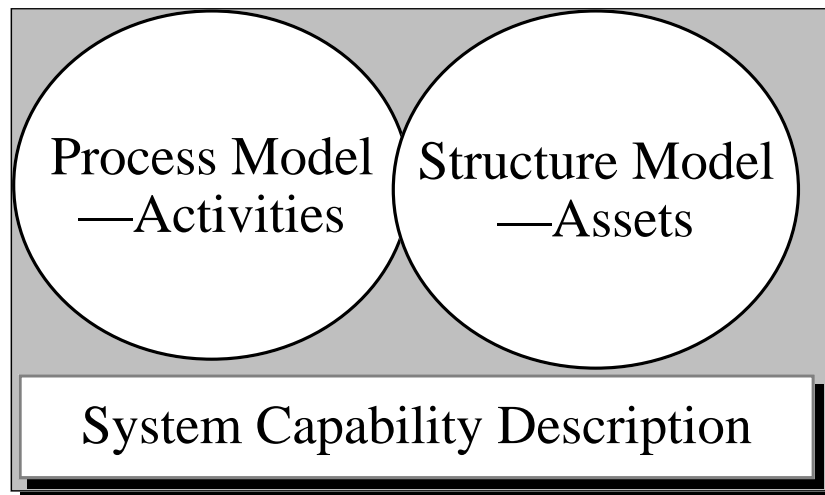 Process Model
—Activities
Structure Model
—Assets
System Capability Description